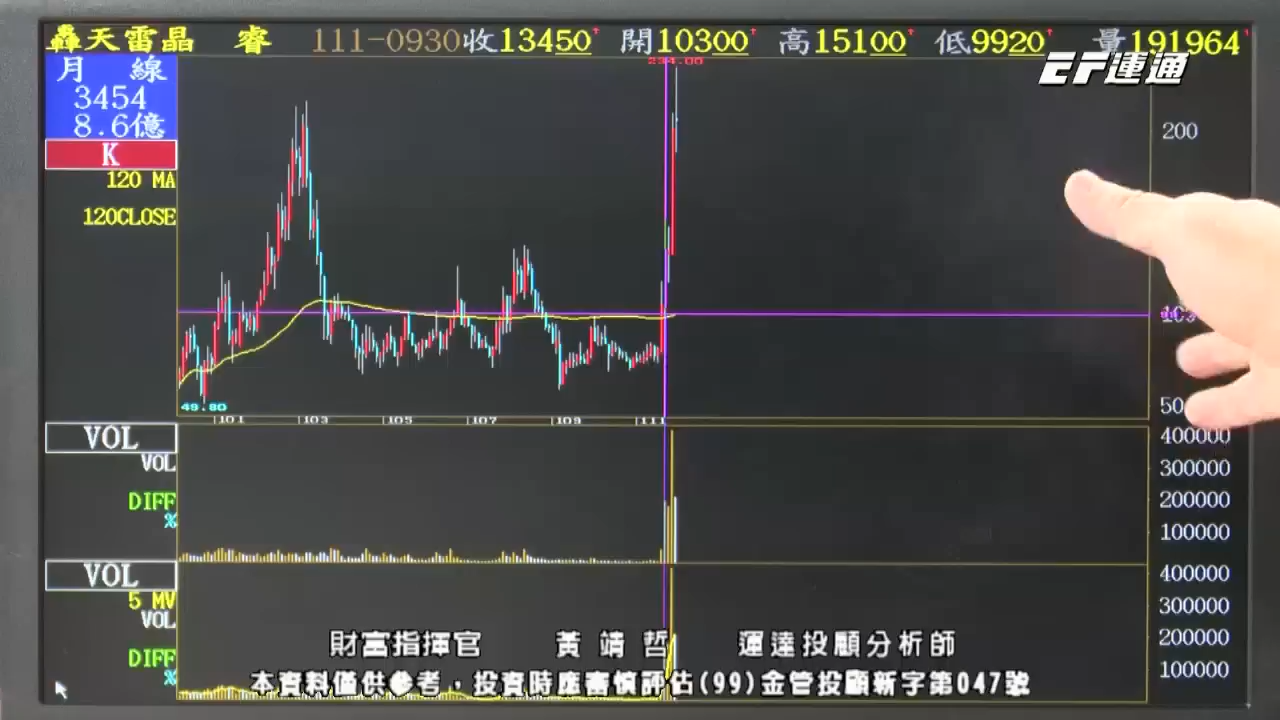 轟天雷晶 睿 111-0930收13450 開10300 高15100 低9920 量191964
EF運通
月 線
3454
8.6億
K
120 MA
120CLOSE
234.00
200
50
49.80
101 103 105 107 109 111
VOL
VOL
DIFF
%
400000
300000
200000
100000
VOL
5 MV
VOL
DIFF
%
400000
300000
200000
100000
財富指揮官 黃靖哲 運達投顧分析師
本資料僅供參考,投資時應審慎評估(99)金管投顧新字第047號